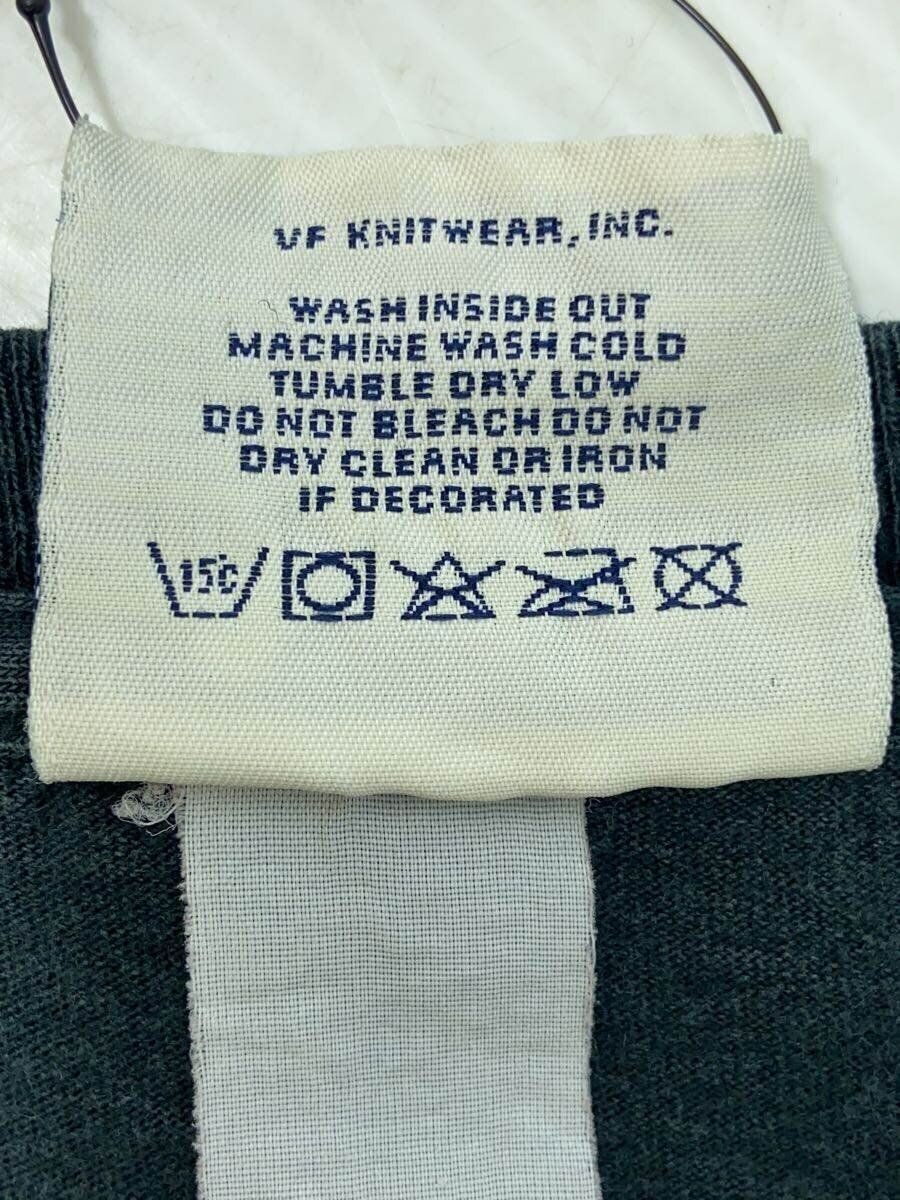 VF KNITWEAR, INC.
WASH INSIDE OUT
MACHINE WASH COLD
TUMBLE DRY LOW
DO NOT BLEACH DO NOT
DRY CLEAN OR IRON
IF DECORATED
15°C